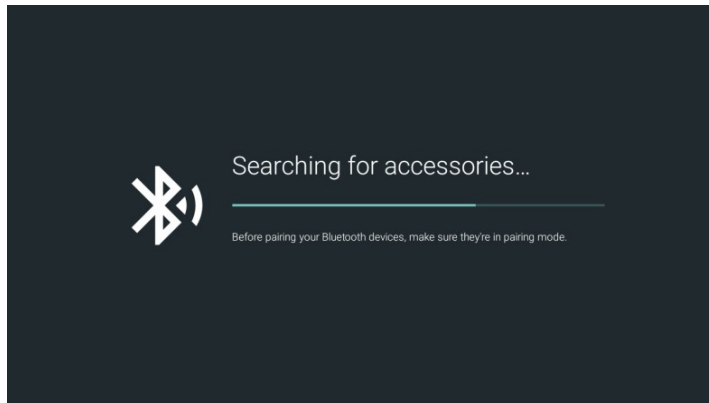 Searching for accessories...
Before pairing your Bluetooth devices, make sure they're in pairing mode.